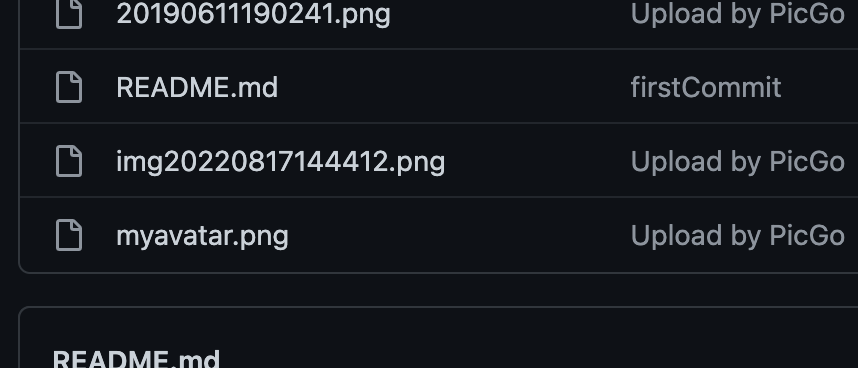 20190611190241.png Upload by PicGo
README.md firstCommit
img20220817144412.png Upload by PicGo
myavatar.png Upload by PicGo
README.md